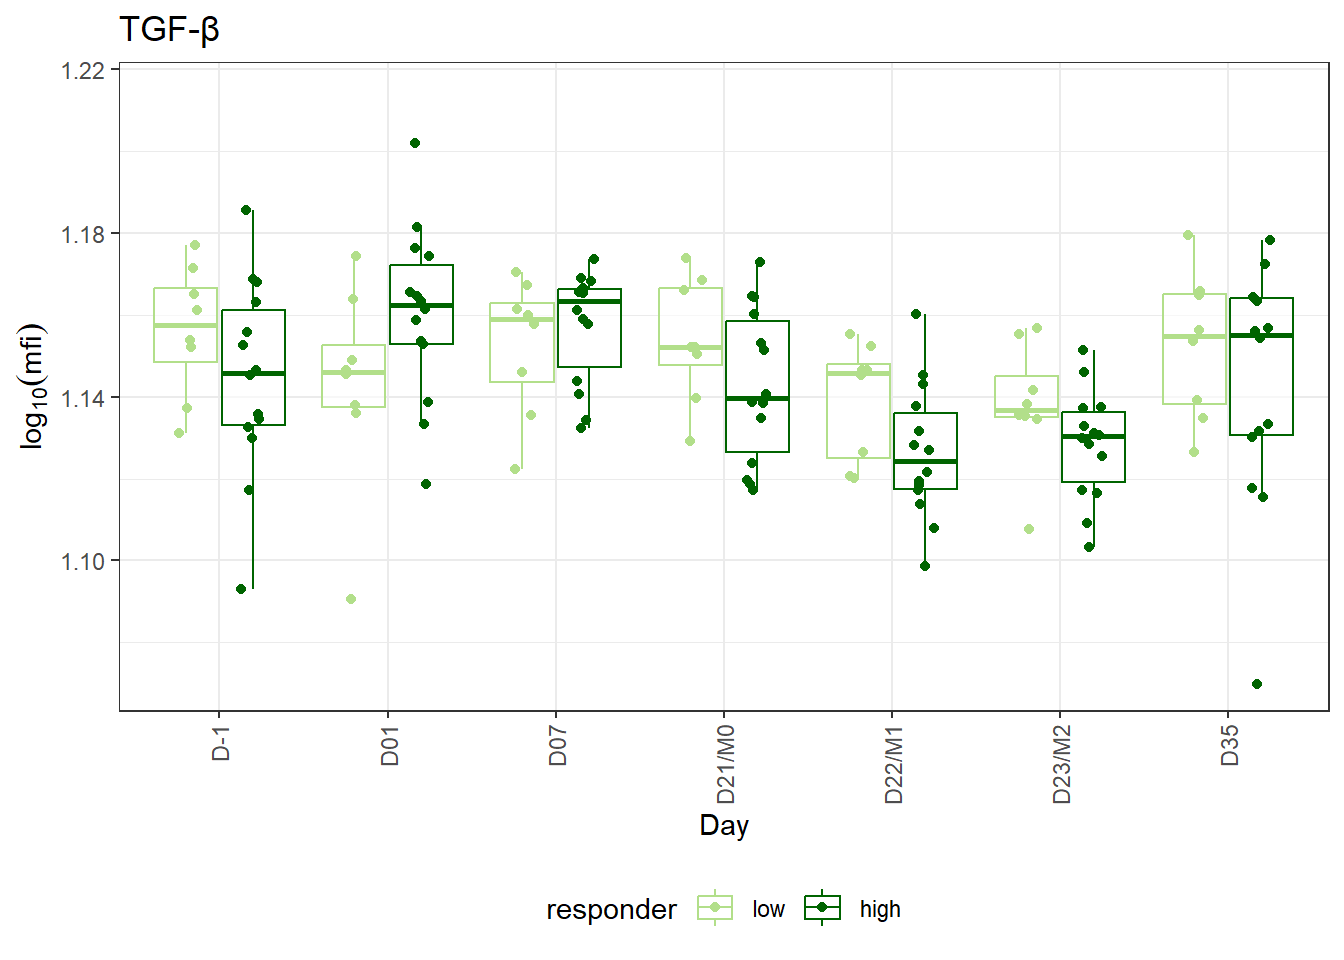 TGF-β
1.22
1.18
1.14
1.10
log10(mfi)
D-1
D01
D07
D21/M0
D22/M1
D23/M2
D35
Day
responder low high